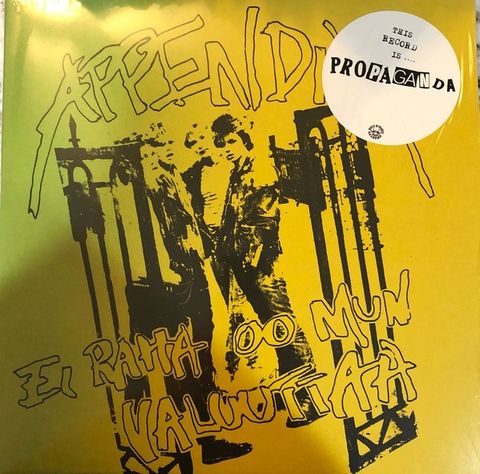 APPENDIX
THIS
RECORD
IS ....
PROPAGANDA
EI RAHA OO MUN
VALUUTTAA